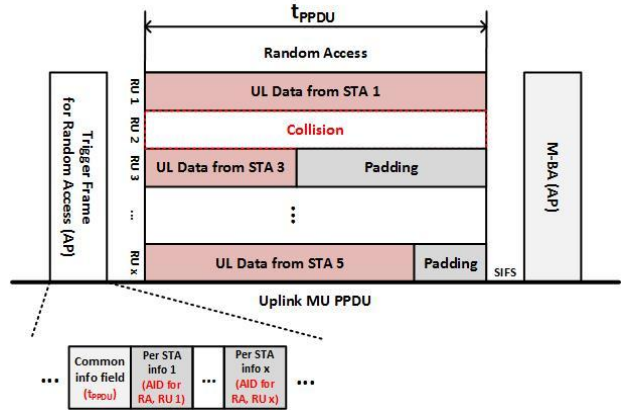 tPPDU
Random Access
Trigger Frame
for Random Access (AP)
RU 1
UL Data from STA 1
RU 2
Collision
RU 3
UL Data from STA 3
Padding
...
⋮
RU x
UL Data from STA 5
Padding
M-BA (AP)
SIFS
Uplink MU PPDU
...
Common
info field
(tPPDU)
Per STA
info 1
(AID for
RA, RU 1)
...
Per STA
info x
(AID for
RA, RU x)
...